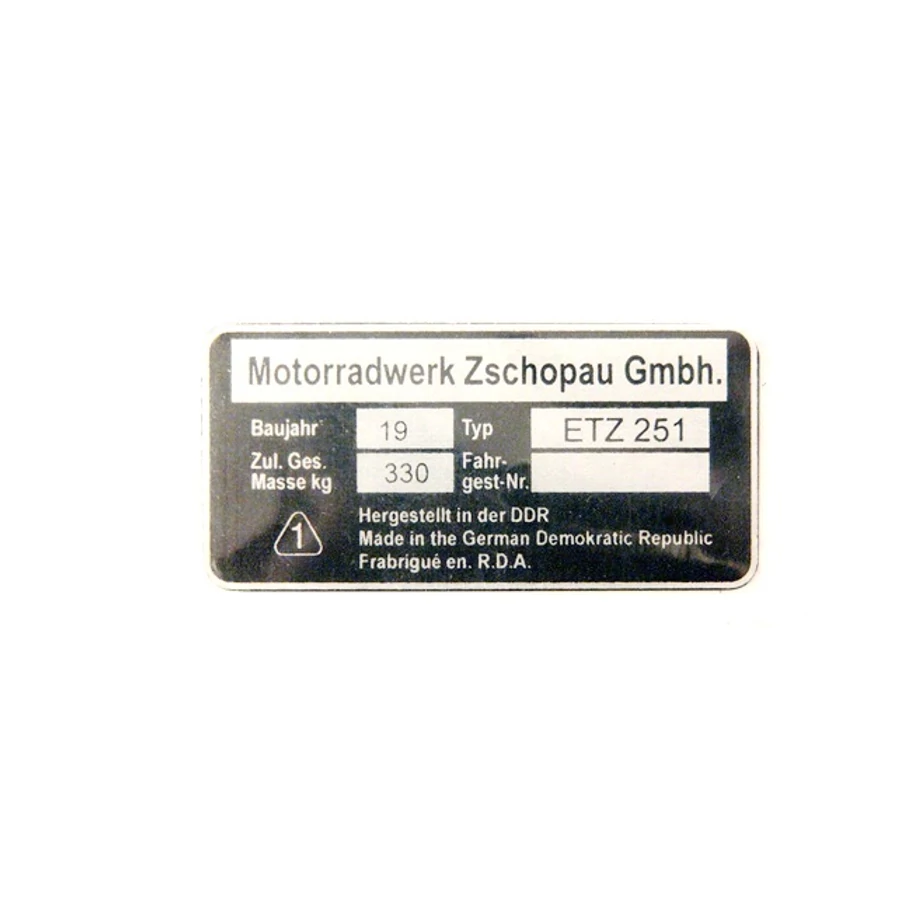 Motorradwerk Zschopau Gmbh.
Baujahr 19 Typ ETZ 251
Zul. Ges.
Masse kg 330 Fahr-
gest-Nr.
1
Hergestellt in der DDR
Made in the German Demokratic Republic
Frabrigué en. R.D.A.